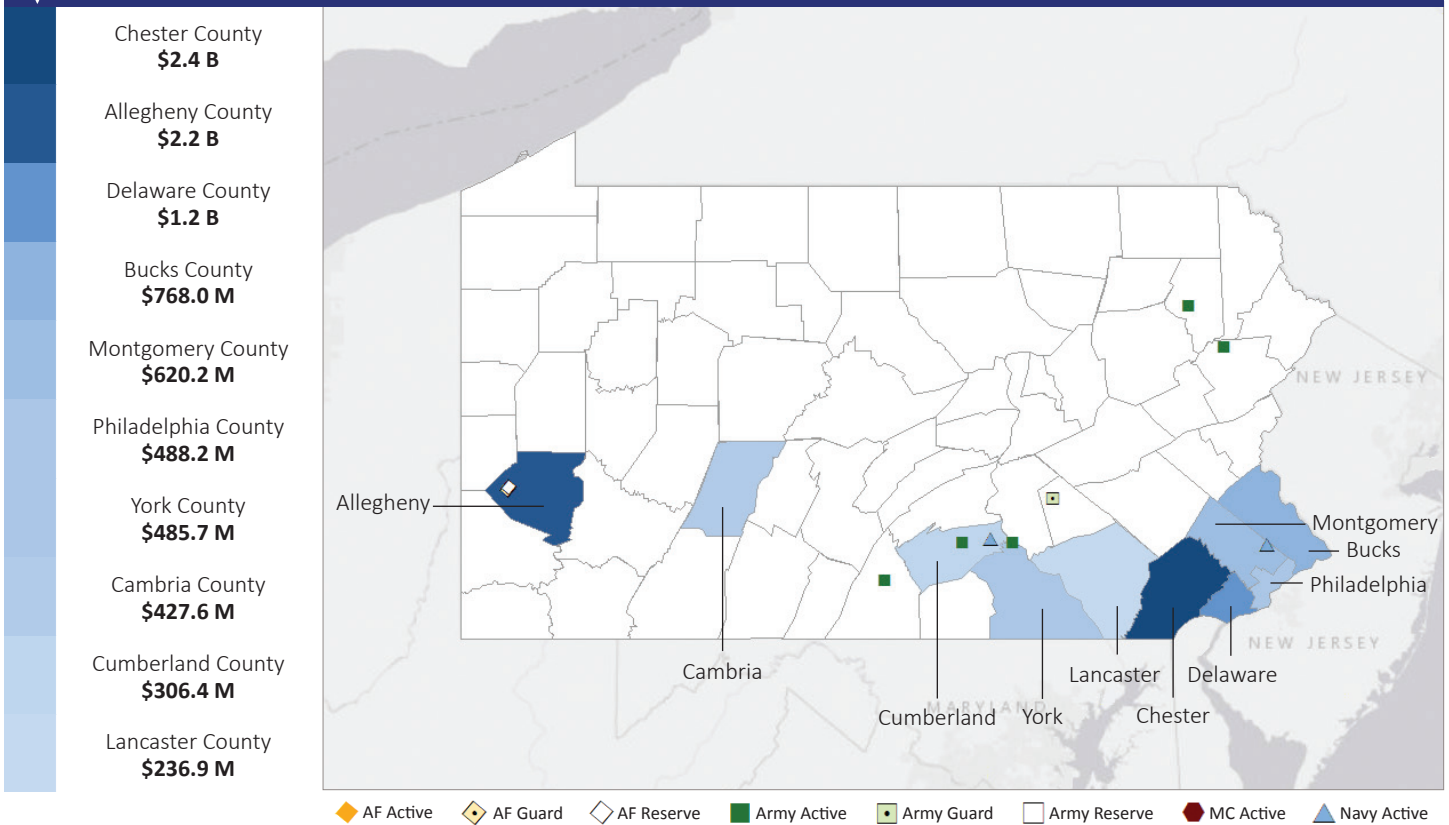 Chester County
$2.4 B
Allegheny County
$2.2 B
Delaware County
$1.2 B
Bucks County
$768.0 M
Montgomery County
$620.2 M
Philadelphia County
$488.2 M
York County
$485.7 M
Cambria County
$427.6 M
Cumberland County
$306.4 M
Lancaster County
$236.9 M
NEW JERSEY
Allegheny
Montgomery
Bucks
Philadelphia
NEW JERSEY
Cambria
Lancaster
Delaware
MARYLAND
Cumberland
York
Chester
AF Active
AF Guard
AF Reserve
Army Active
Army Guard
Army Reserve
MC Active
Navy Active